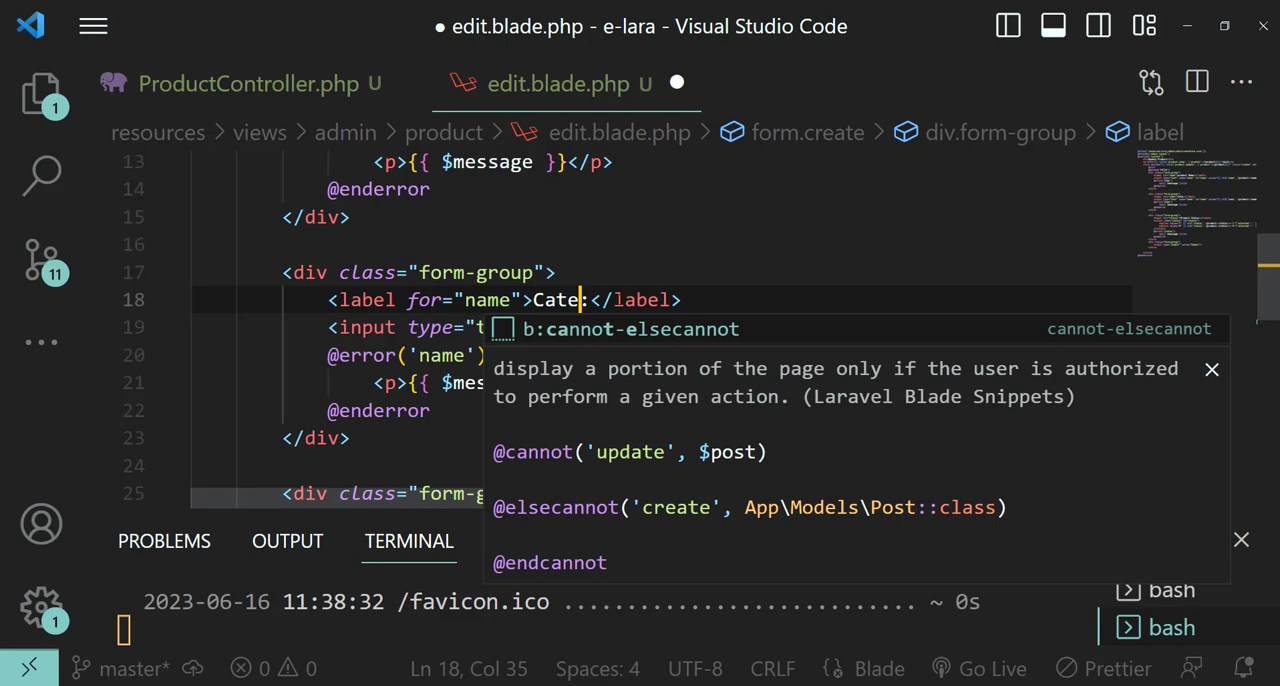 ● edit.blade.php - e-lara - Visual Studio Code
ProductController.php U
edit.blade.php U ●
resources > views > admin > product > edit.blade.php > form.create > div.form-group > label
13 <p>{{ $message }}</p>
14 @enderror
15 </div>
16
17 <div class="form-group">
18 <label for="name">Cate:</label>
19 <input type="t
20 @error('name')
21 <p>{{ $mes
22 @enderror
23 </div>
24
25 <div class="form-g
b:cannot-elsecannot cannot-elsecannot
display a portion of the page only if the user is authorized
to perform a given action. (Laravel Blade Snippets)
@cannot('update', $post)
@elsecannot('create', App\Models\Post::class)
@endcannot
1
11
1
PROBLEMS OUTPUT TERMINAL
2023-06-16 11:38:32 /favicon.ico ............................ ~ 0s
bash
bash
master* 0 0 Ln 18, Col 35 Spaces: 4 UTF-8 CRLF Blade Go Live Prettier